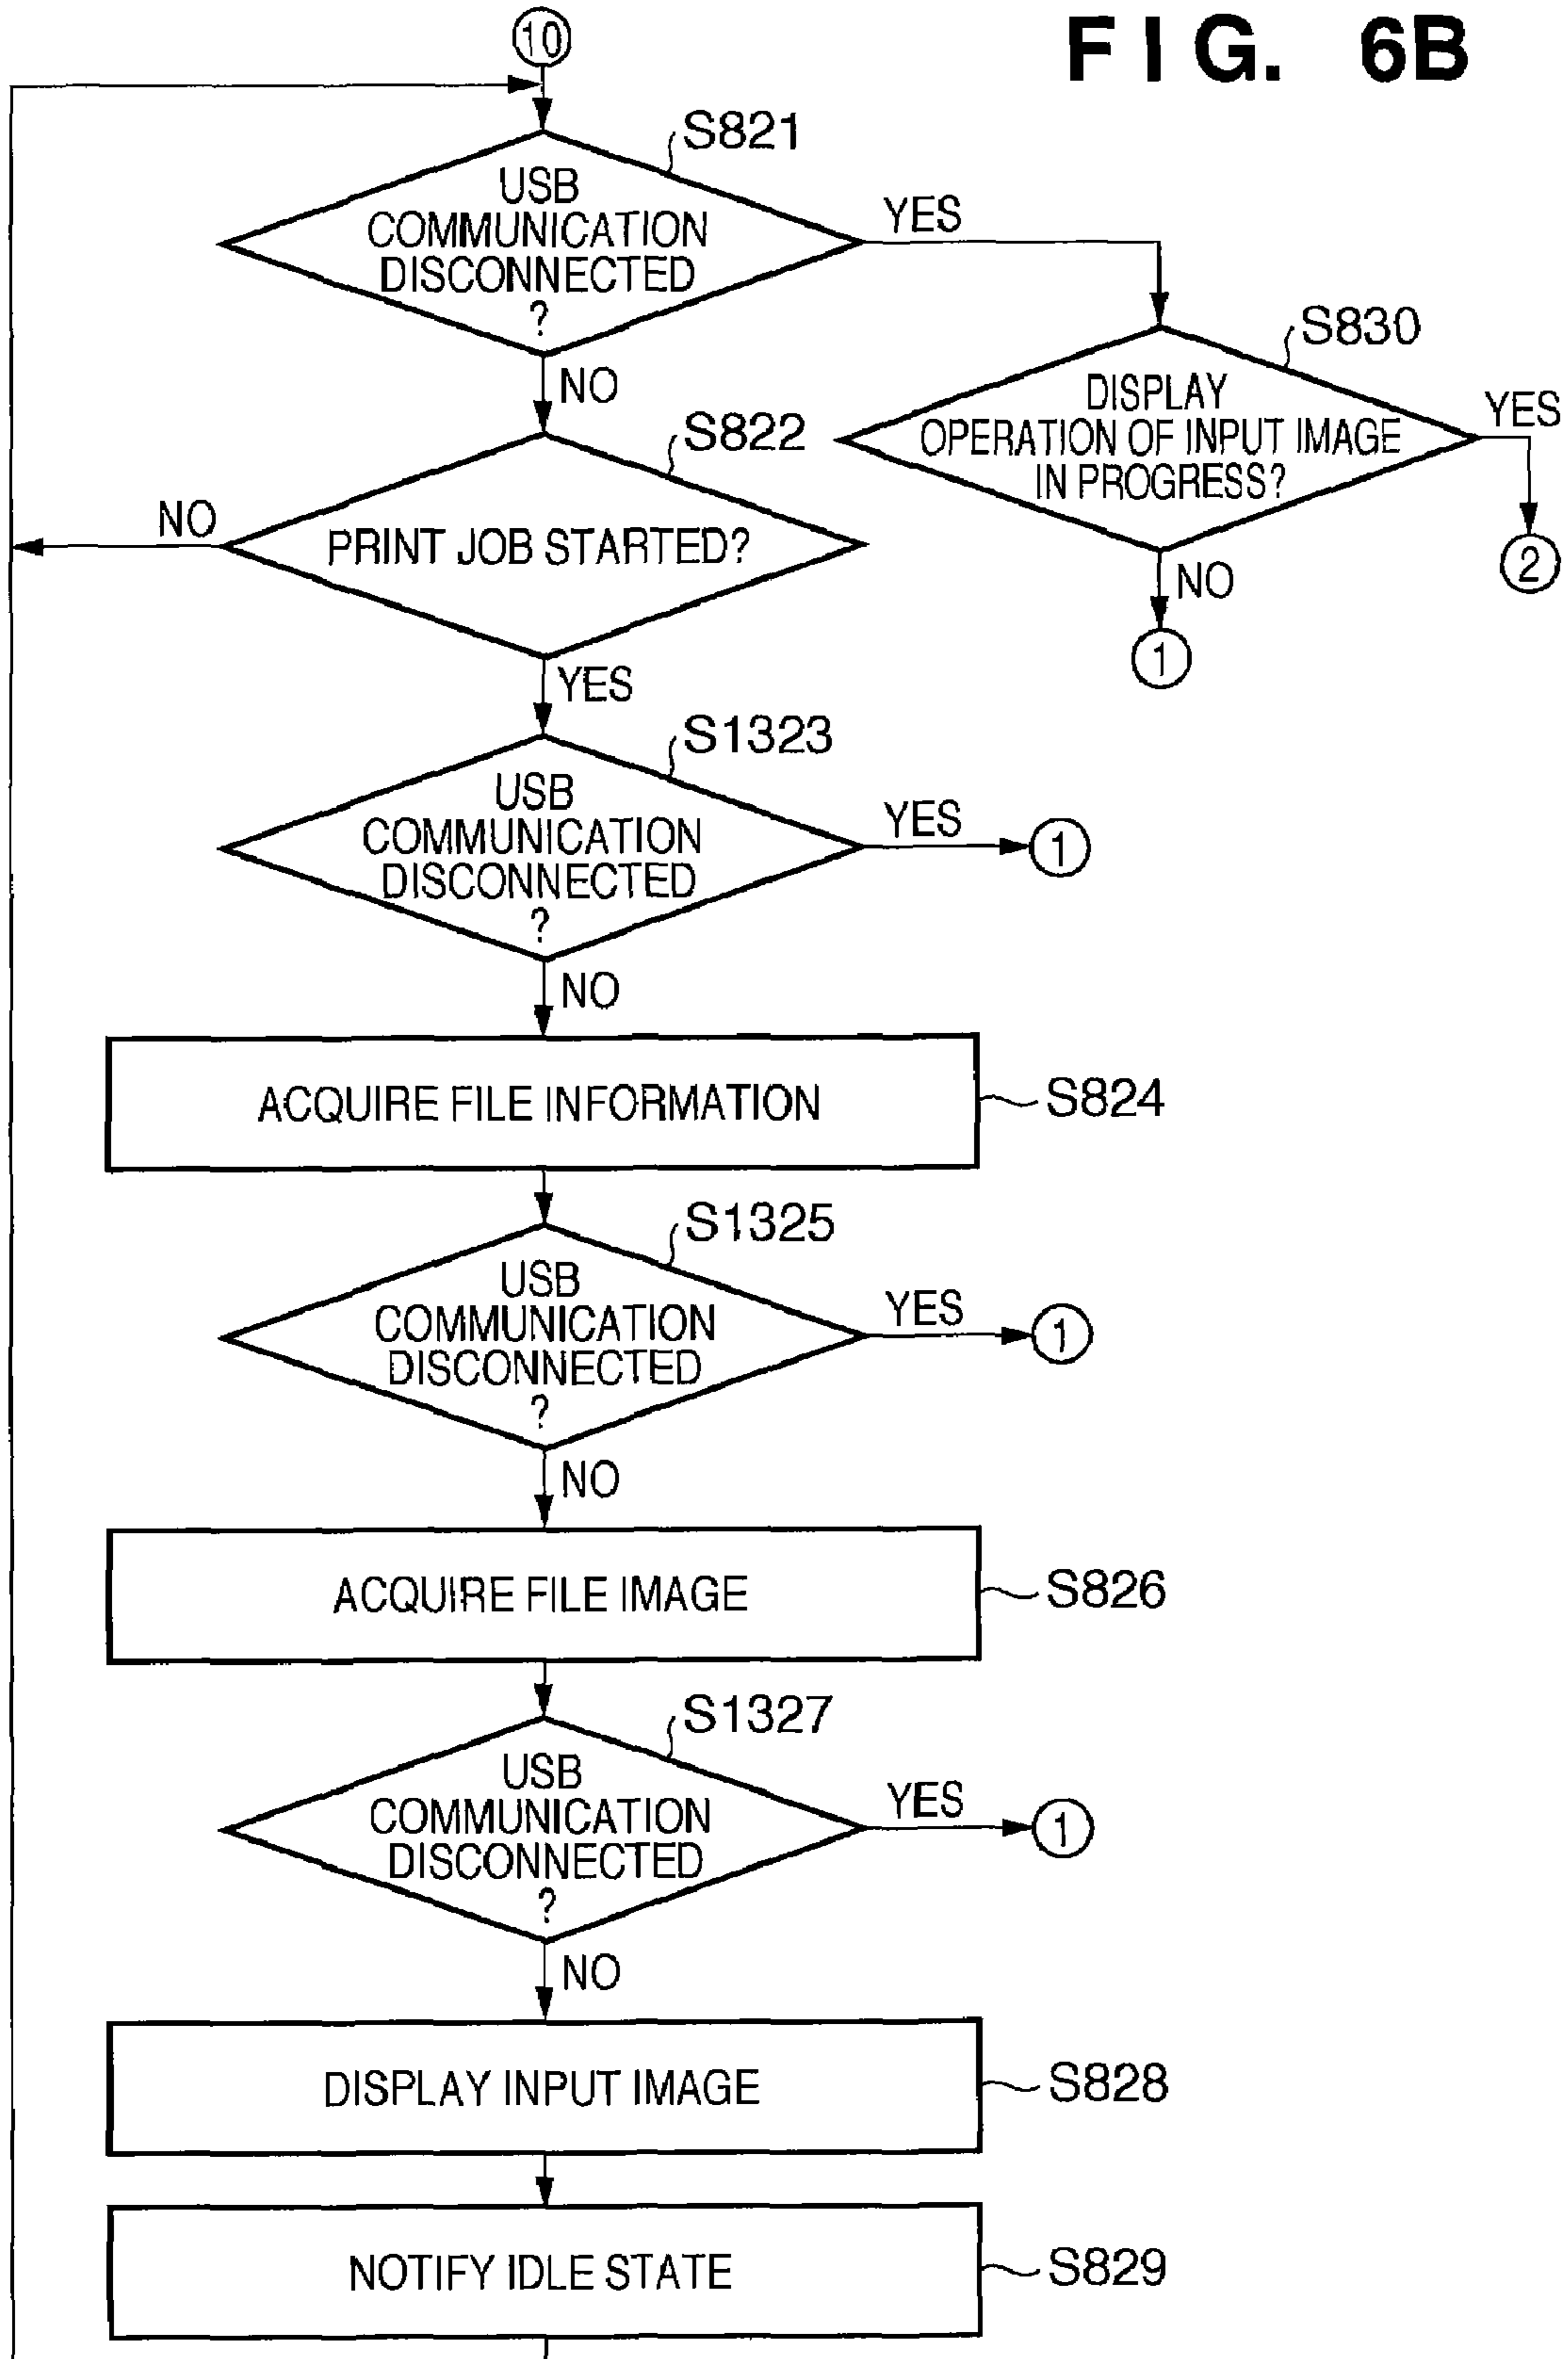 FIG. 6B
10
S821
USB
COMMUNICATION
DISCONNECTED
?
YES
NO
S830
DISPLAY
OPERATION OF INPUT IMAGE
IN PROGRESS?
YES
2
NO
1
S822
PRINT JOB STARTED?
NO
YES
S1323
USB
COMMUNICATION
DISCONNECTED
?
YES
1
NO
ACQUIRE FILE INFORMATION
S824
S1325
USB
COMMUNICATION
DISCONNECTED
?
YES
1
NO
ACQUIRE FILE IMAGE
S826
S1327
USB
COMMUNICATION
DISCONNECTED
?
YES
1
NO
DISPLAY INPUT IMAGE
S828
NOTIFY IDLE STATE
S829